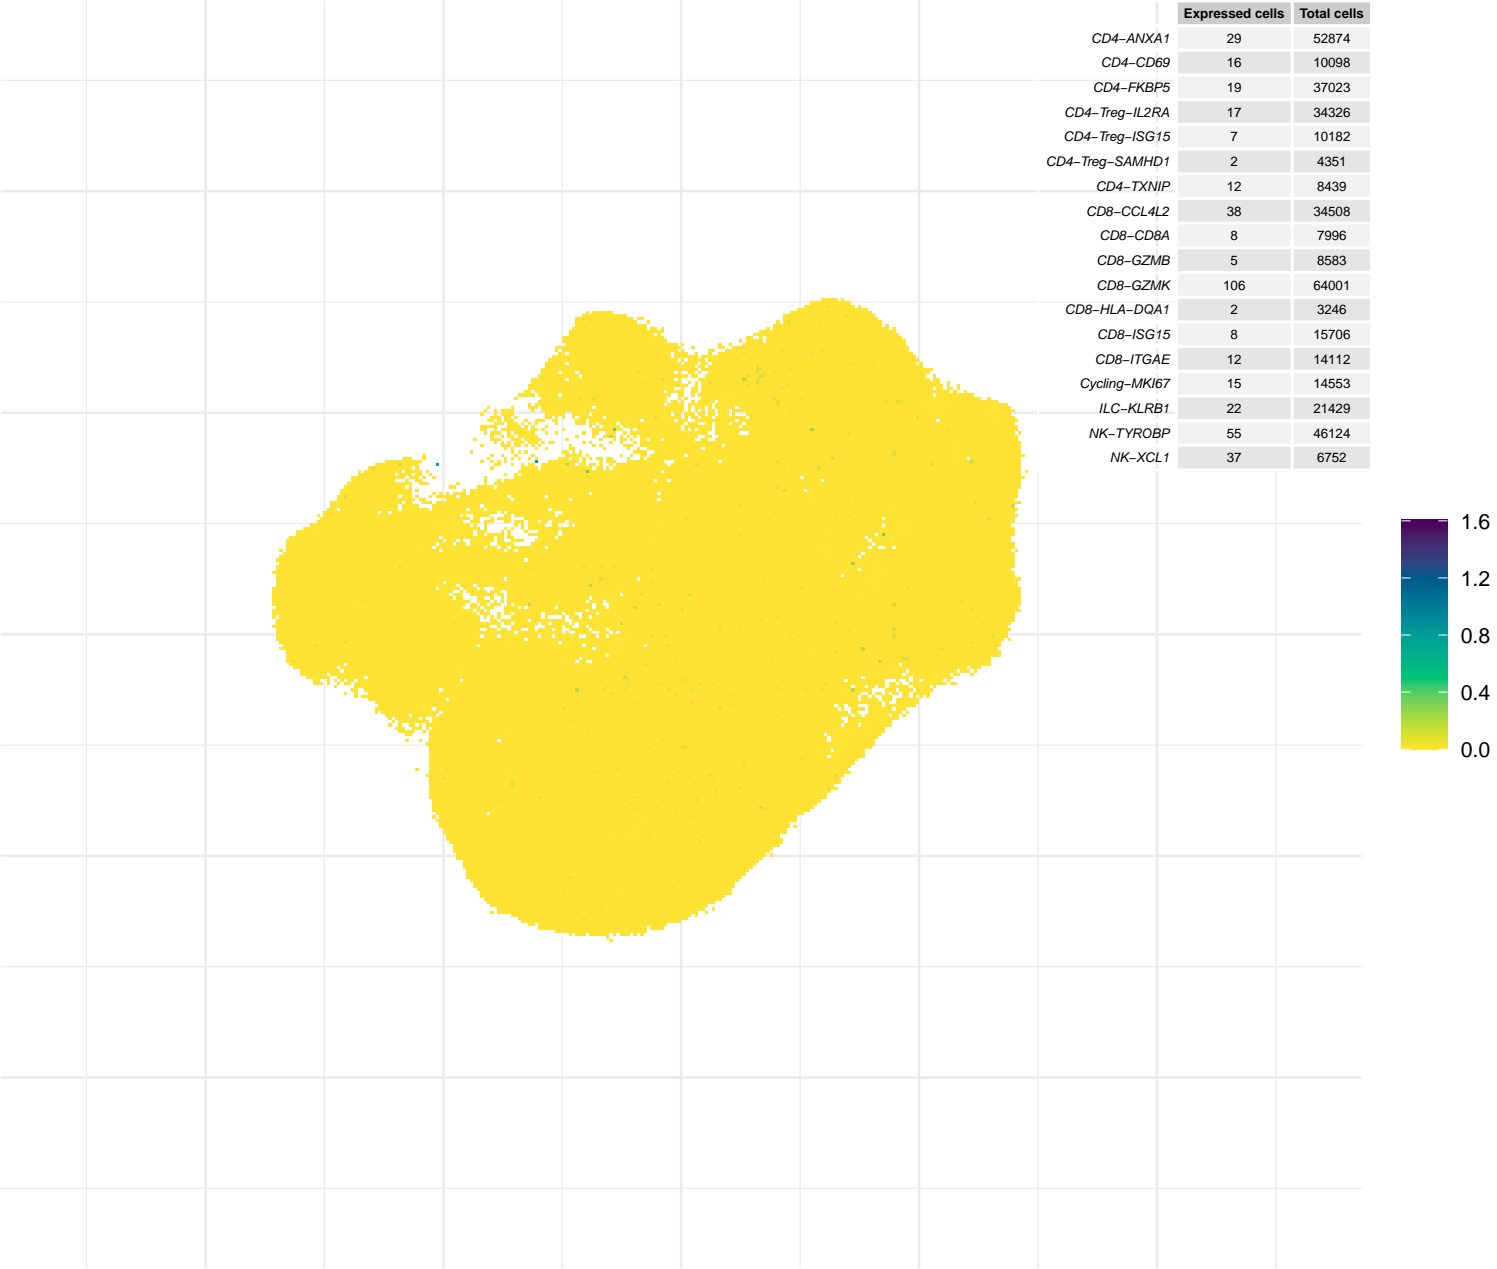 Expressed cells Total cells
CD4−ANXA1 29 52874
CD4−CD69 16 10098
CD4−FKBP5 19 37023
CD4−Treg−IL2RA 17 34326
CD4−Treg−ISG15 7 10182
CD4−Treg−SAMHD1 2 4351
CD4−TXNIP 12 8439
CD8−CCL4L2 38 34508
CD8−CD8A 8 7996
CD8−GZMB 5 8583
CD8−GZMK 106 64001
CD8−HLA−DQA1 2 3246
CD8−ISG15 8 15706
CD8−ITGAE 12 14112
Cycling−MKI67 15 14553
ILC−KLRB1 22 21429
NK−TYROBP 55 46124
NK−XCL1 37 6752
1.6
1.2
0.8
0.4
0.0